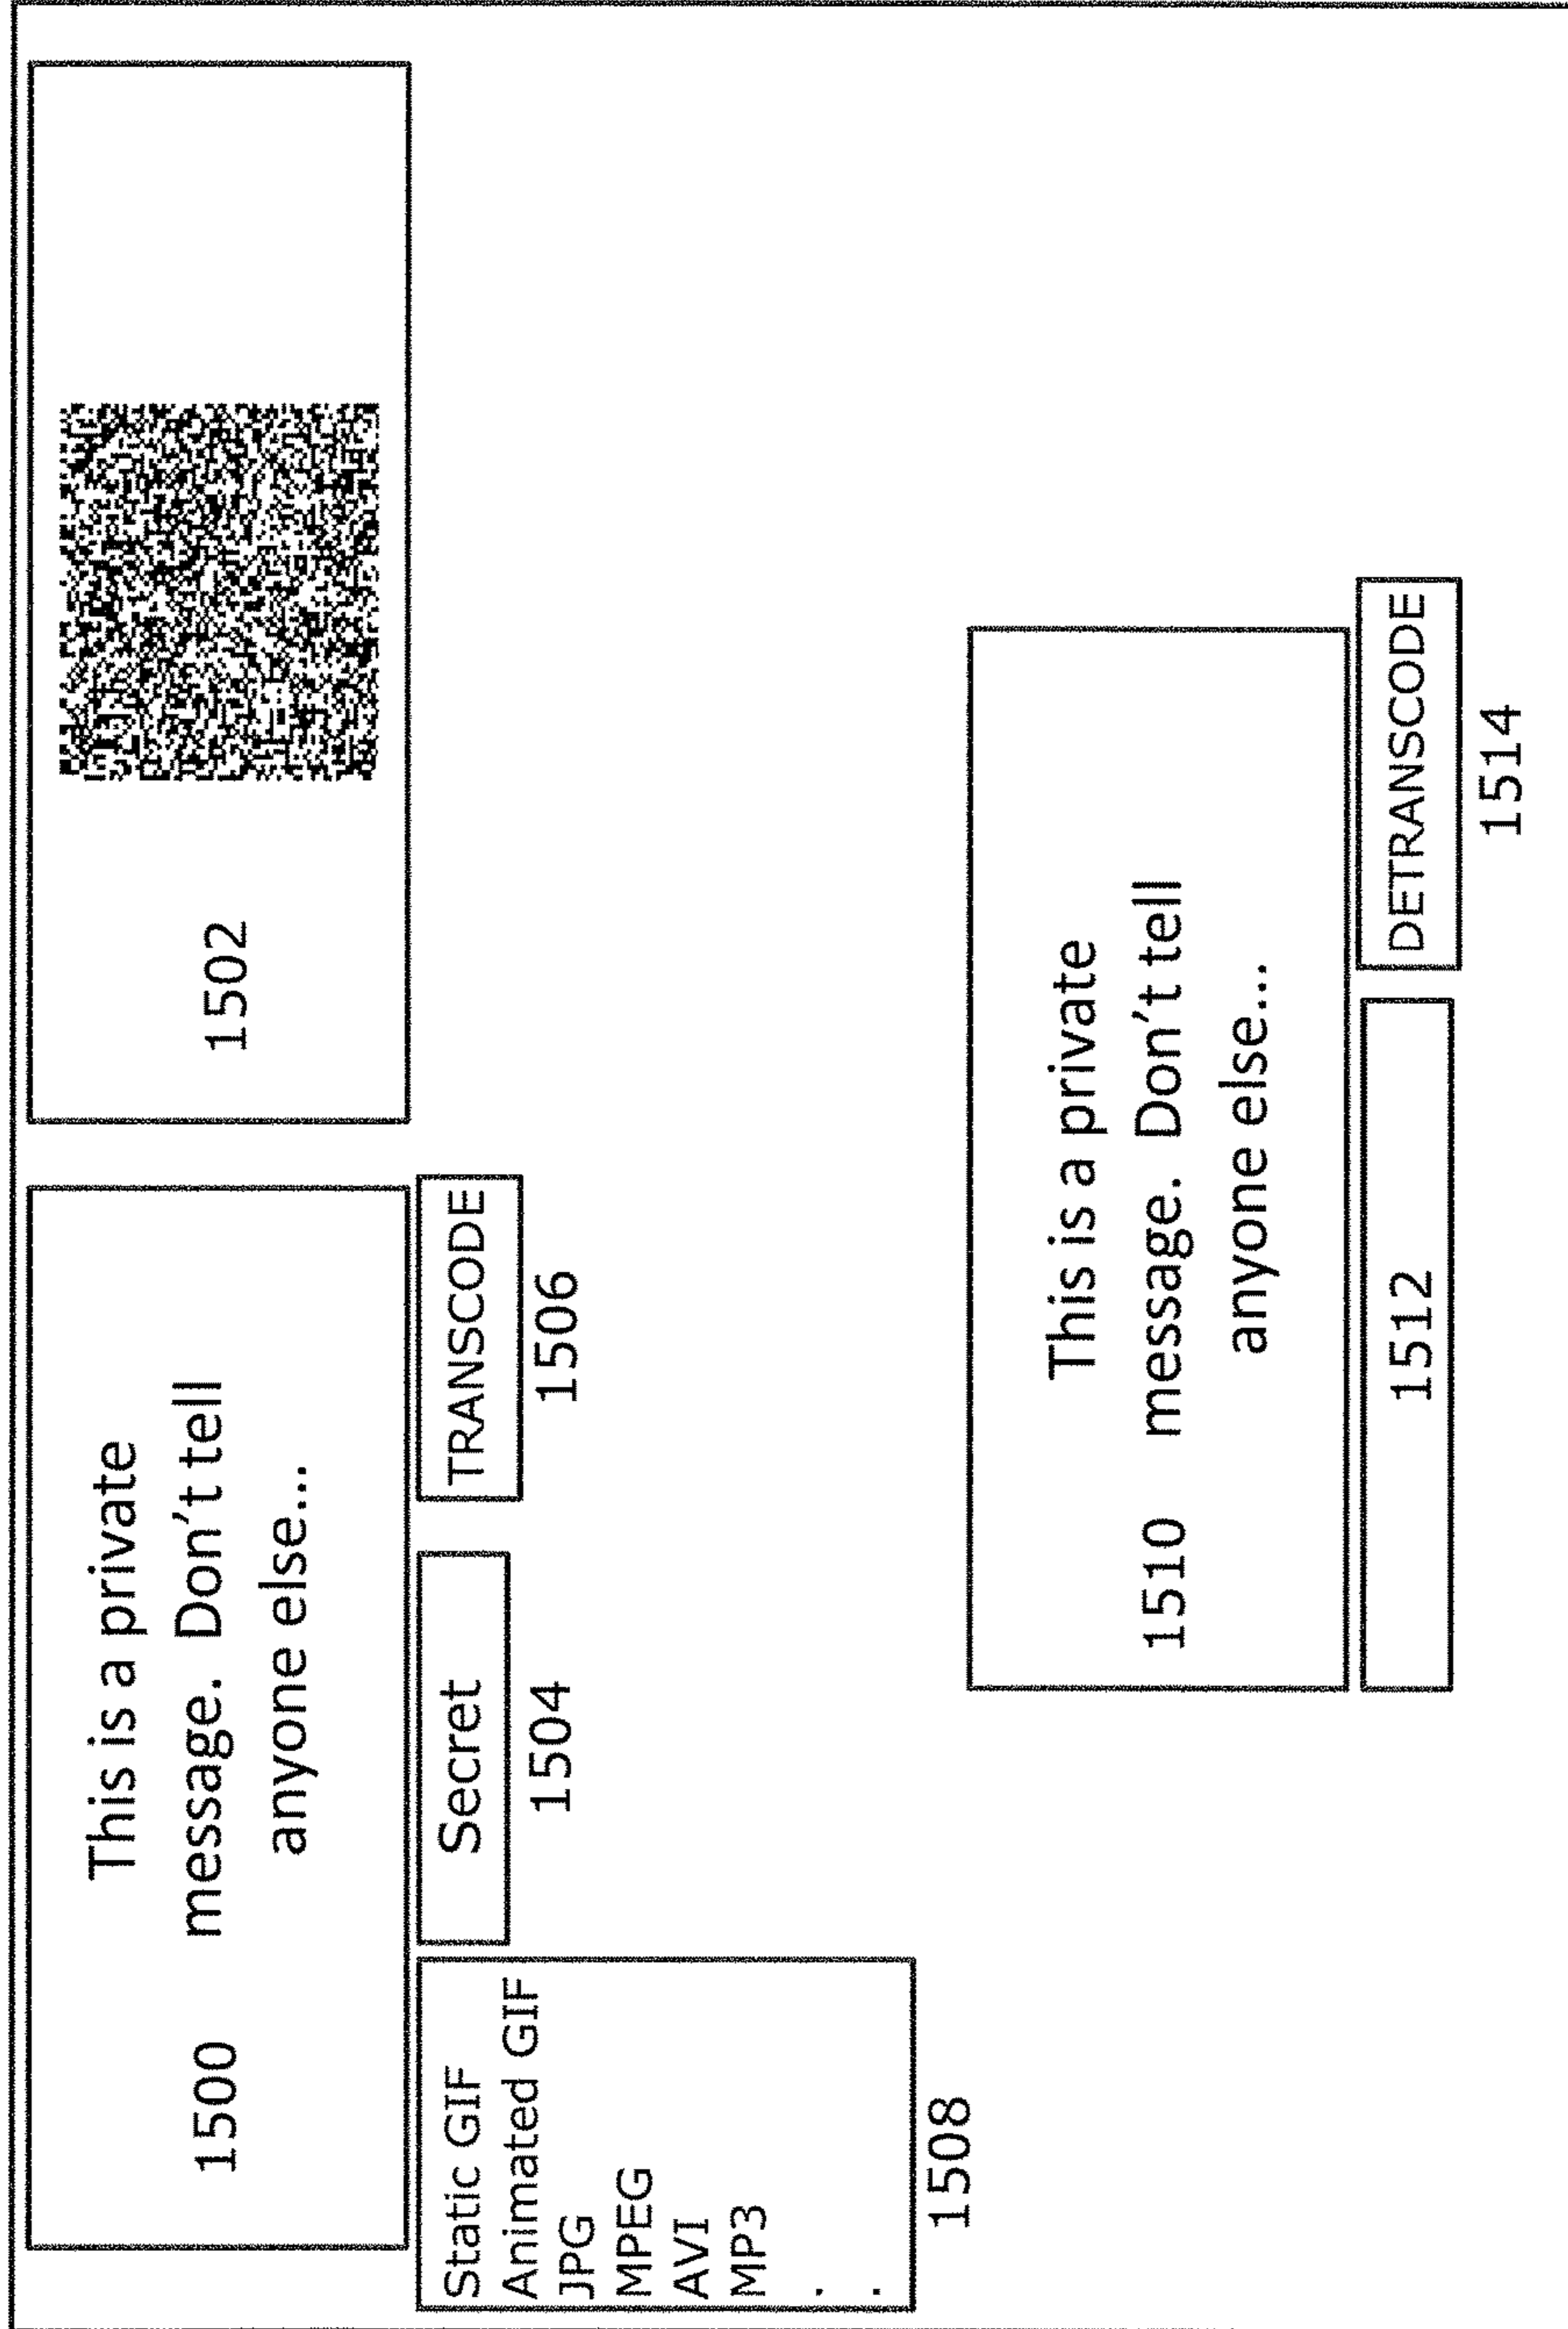 This is a private
1500 message. Don't tell
anyone else...
1502
Static GIF
Animated GIF
JPG
MPEG
AVI
MP3
.
.
1508
Secret
1504
TRANSCODE
1506
This is a private
1510 message. Don't tell
anyone else...
1512
DETRANSCODE
1514